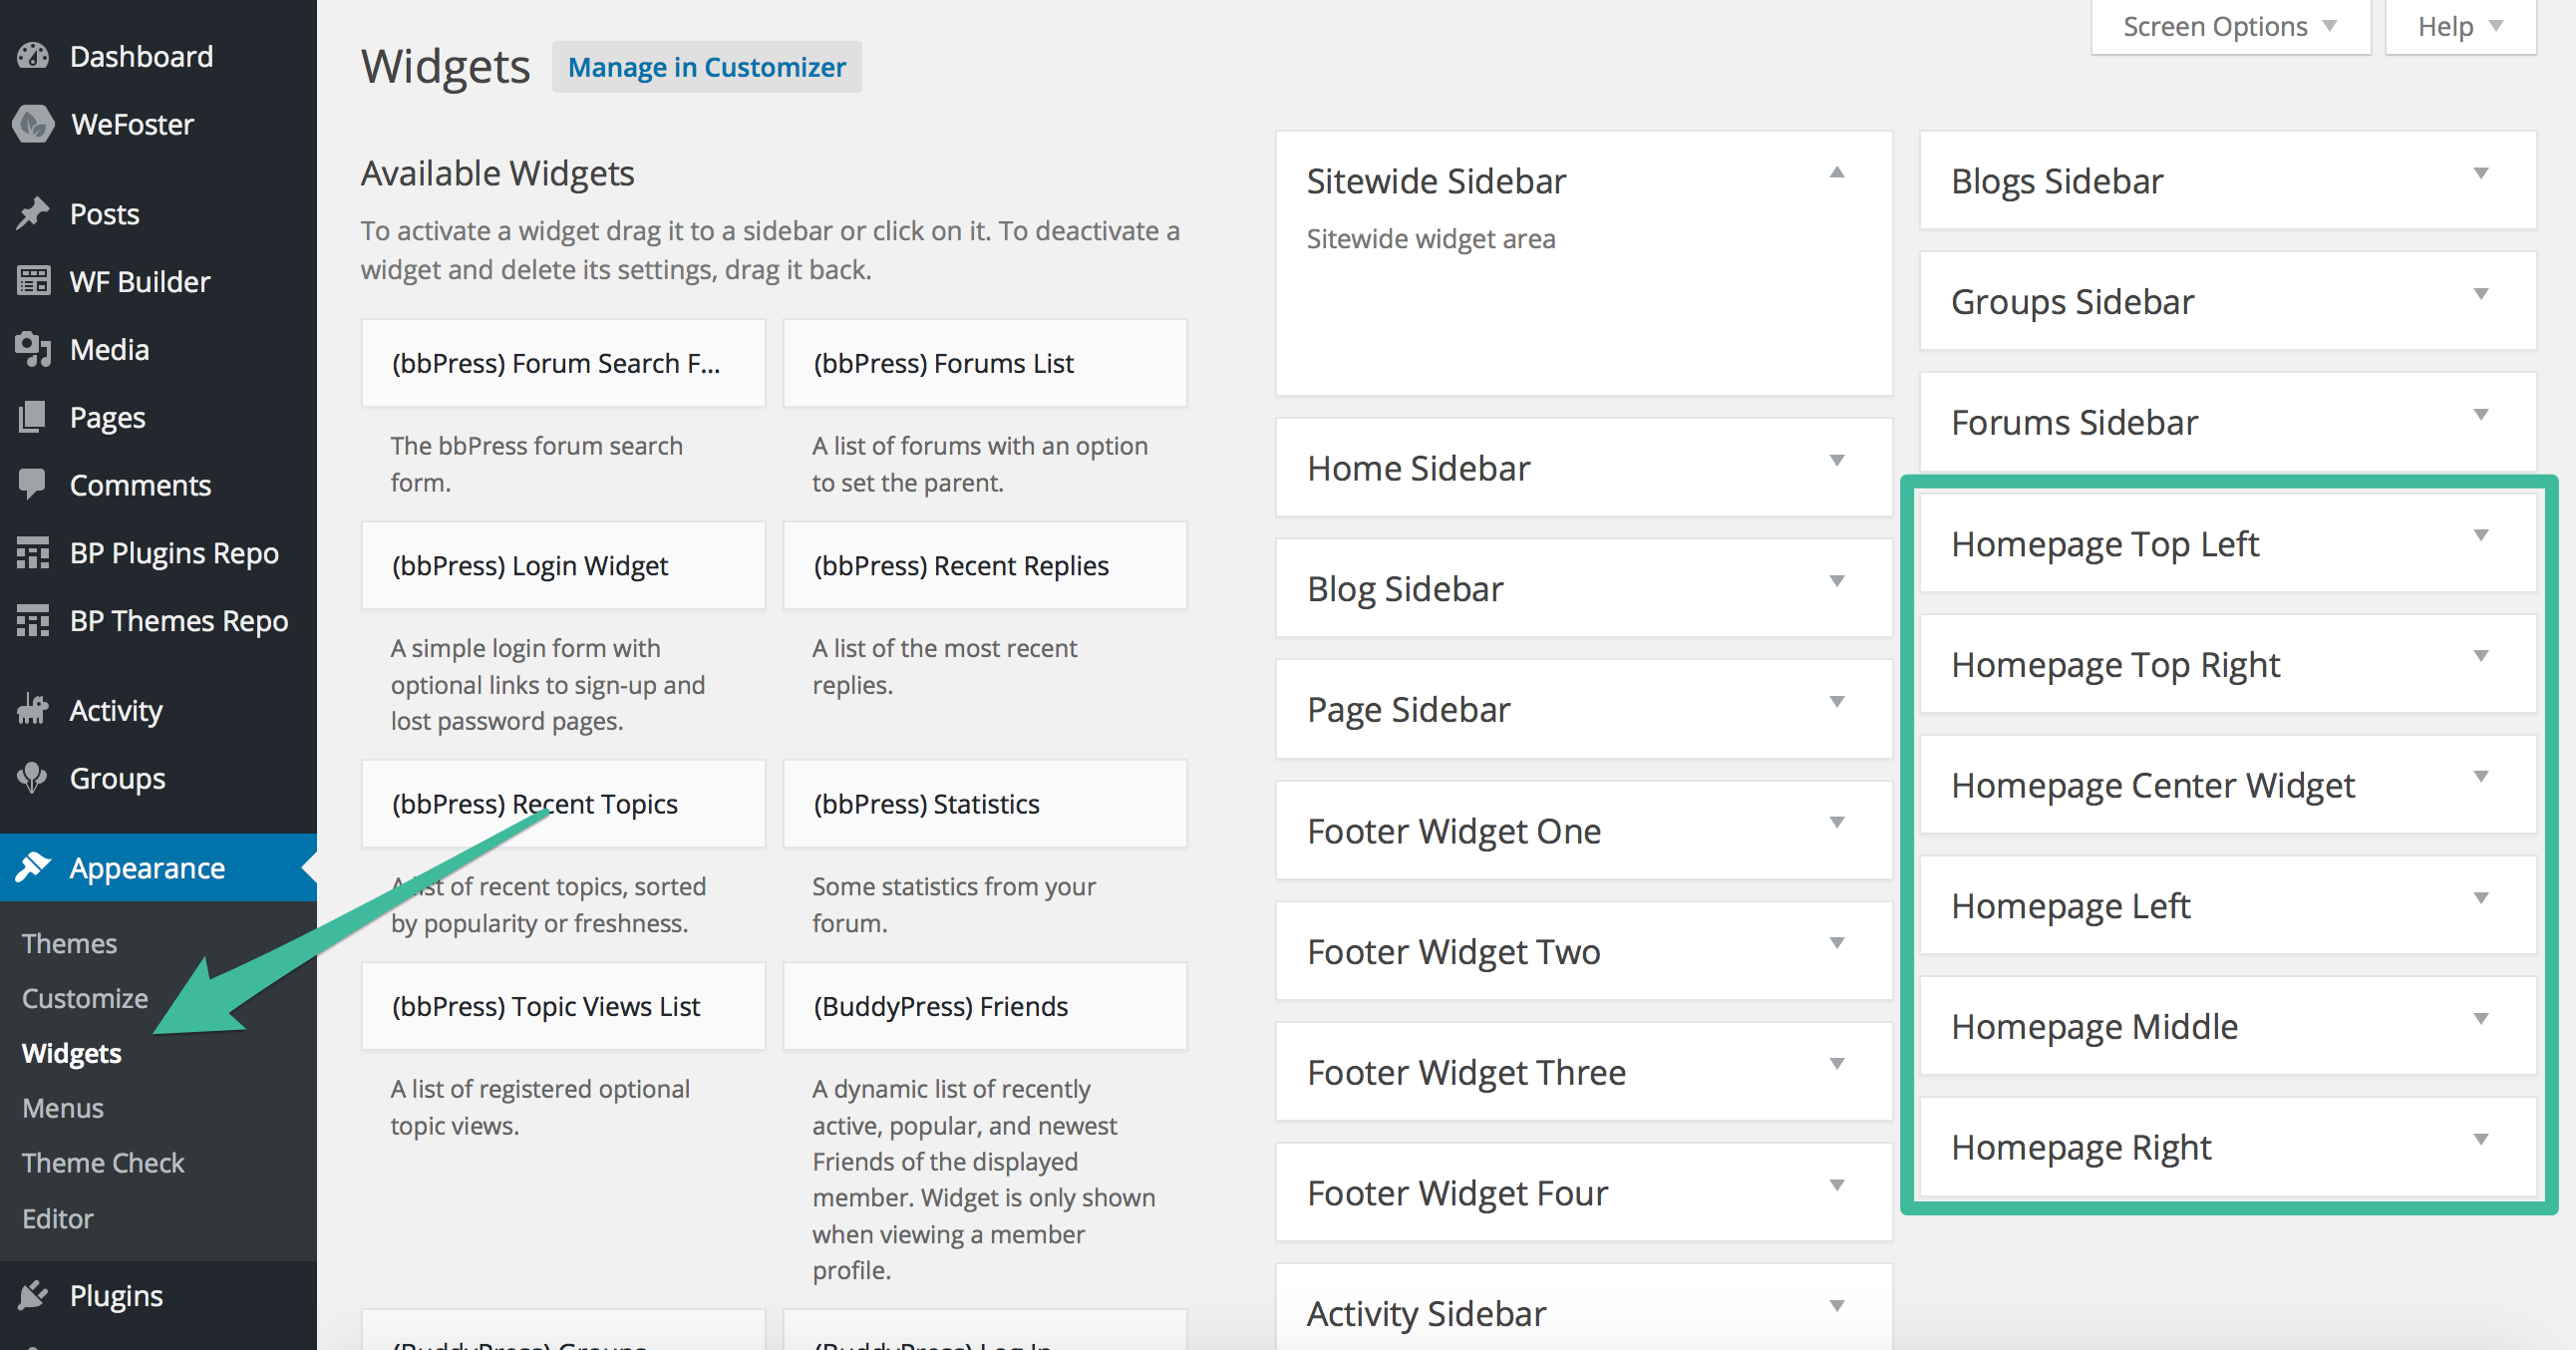 Dashboard
WeFoster
Posts
WF Builder
Media
Pages
Comments
BP Plugins Repo
BP Themes Repo
Activity
Groups
Appearance
Themes
Customize
Widgets
Menus
Theme Check
Editor
Plugins
Screen Options
Help
Widgets
Manage in Customizer
Available Widgets
To activate a widget drag it to a sidebar or click on it. To deactivate a
widget and delete its settings, drag it back.
(bbPress) Forum Search F...
The bbPress forum search
form.
(bbPress) Forums List
A list of forums with an option
to set the parent.
(bbPress) Login Widget
A simple login form with
optional links to sign-up and
lost password pages.
(bbPress) Recent Replies
A list of the most recent
replies.
(bbPress) Recent Topics
A list of recent topics, sorted
by popularity or freshness.
(bbPress) Statistics
Some statistics from your
forum.
(bbPress) Topic Views List
A list of registered optional
topic views.
(BuddyPress) Friends
A dynamic list of recently
active, popular, and newest
Friends of the displayed
member. Widget is only shown
when viewing a member
profile.
(BuddyPress) Groups
(BuddyPress) Log In
Sitewide Sidebar
Sitewide widget area
Home Sidebar
Blog Sidebar
Page Sidebar
Footer Widget One
Footer Widget Two
Footer Widget Three
Footer Widget Four
Activity Sidebar
Blogs Sidebar
Groups Sidebar
Forums Sidebar
Homepage Top Left
Homepage Top Right
Homepage Center Widget
Homepage Left
Homepage Middle
Homepage Right